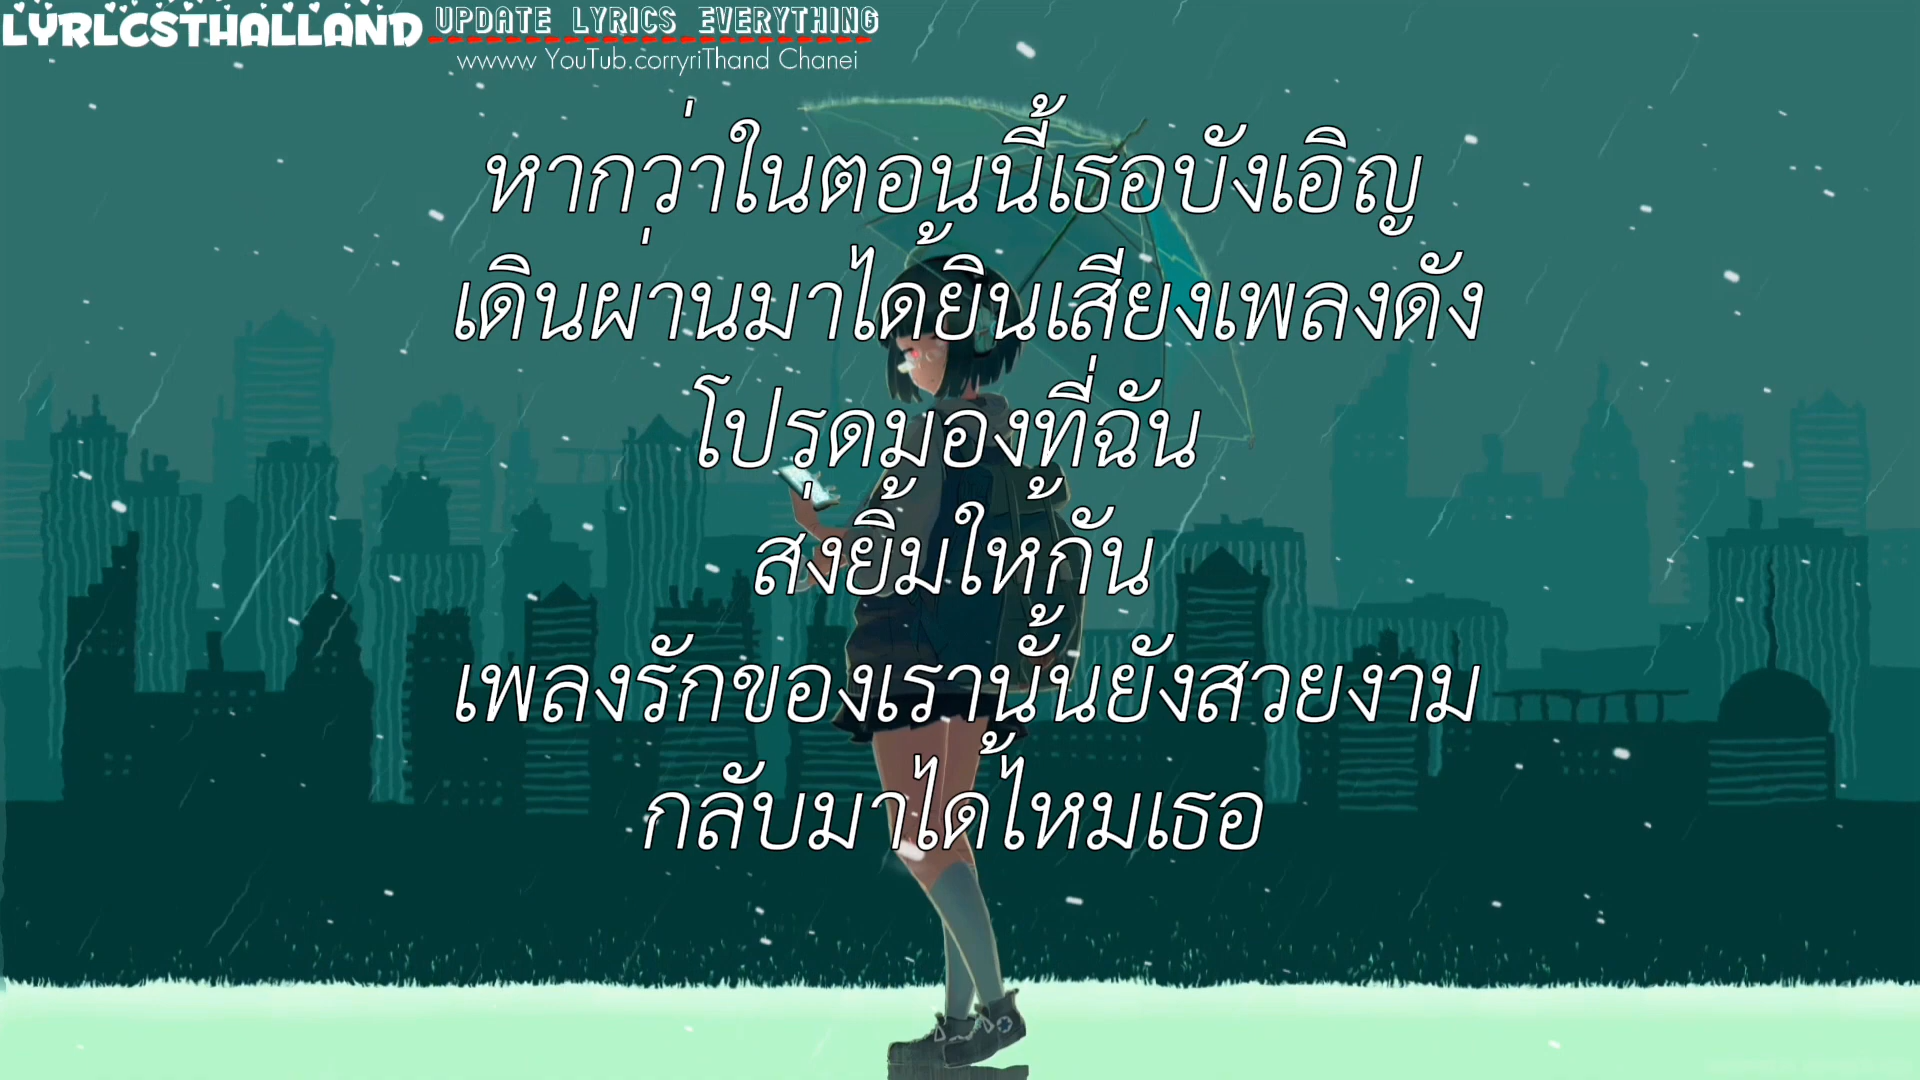 LYRLCSTHALLAND
UPDATE LYRICS EVERYTHING
wwww YouTub.corryriThand Chanei
หากว่าในตอนนี้เธอบังเอิญ
เดินผ่านมาได้ยินเสียงเพลงดัง
โปรดมองที่ฉัน
ส่งยิ้มให้กัน
เพลงรักของเรานั้นยังสวยงาม
กลับมาได้ไหมเธอ